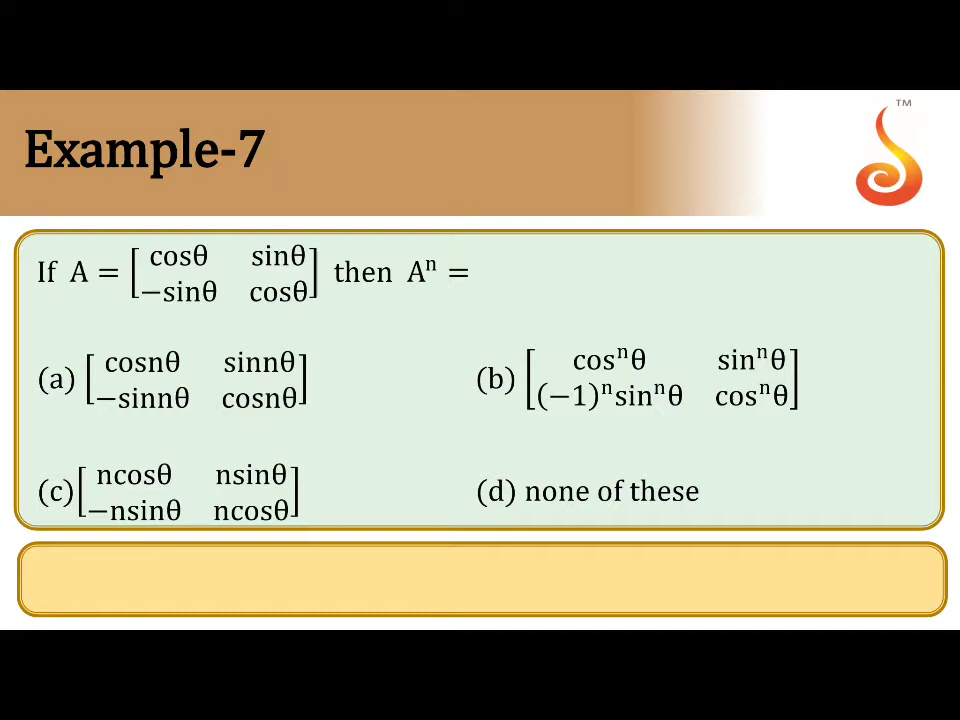 TM
Example-7
If A = [cosθ sinθ
−sinθ cosθ] then Aⁿ =
(a) [cosnθ sinnθ
−sinnθ cosnθ]
(b) [cosⁿθ sinⁿθ
(−1)ⁿsinⁿθ cosⁿθ]
(c) [ncosθ nsinθ
−nsinθ ncosθ]
(d) none of these